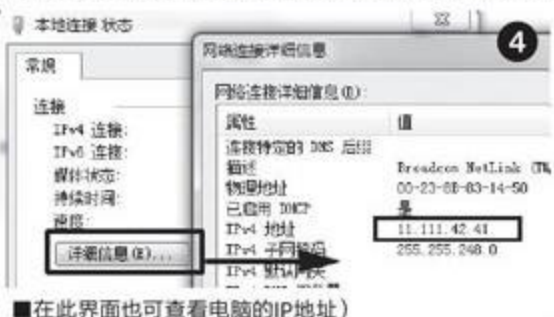 本地连接 状态
网络连接详细信息
4
常规
网络连接详细信息(D):
连接
属性
值
IPv4 连接:
连接特定的 DNS 后缀
IPv6 连接:
描述
Broadcom NetLink (TM
媒体状态:
物理地址
00-23-8B-83-14-50
持续时间:
已启用 DHCP
是
速度:
IPv4 地址
11.111.42.41
详细信息(E)...
IPv4 子网掩码
255.255.248.0
IPv4 默认网关
■在此界面也可查看电脑的IP地址)